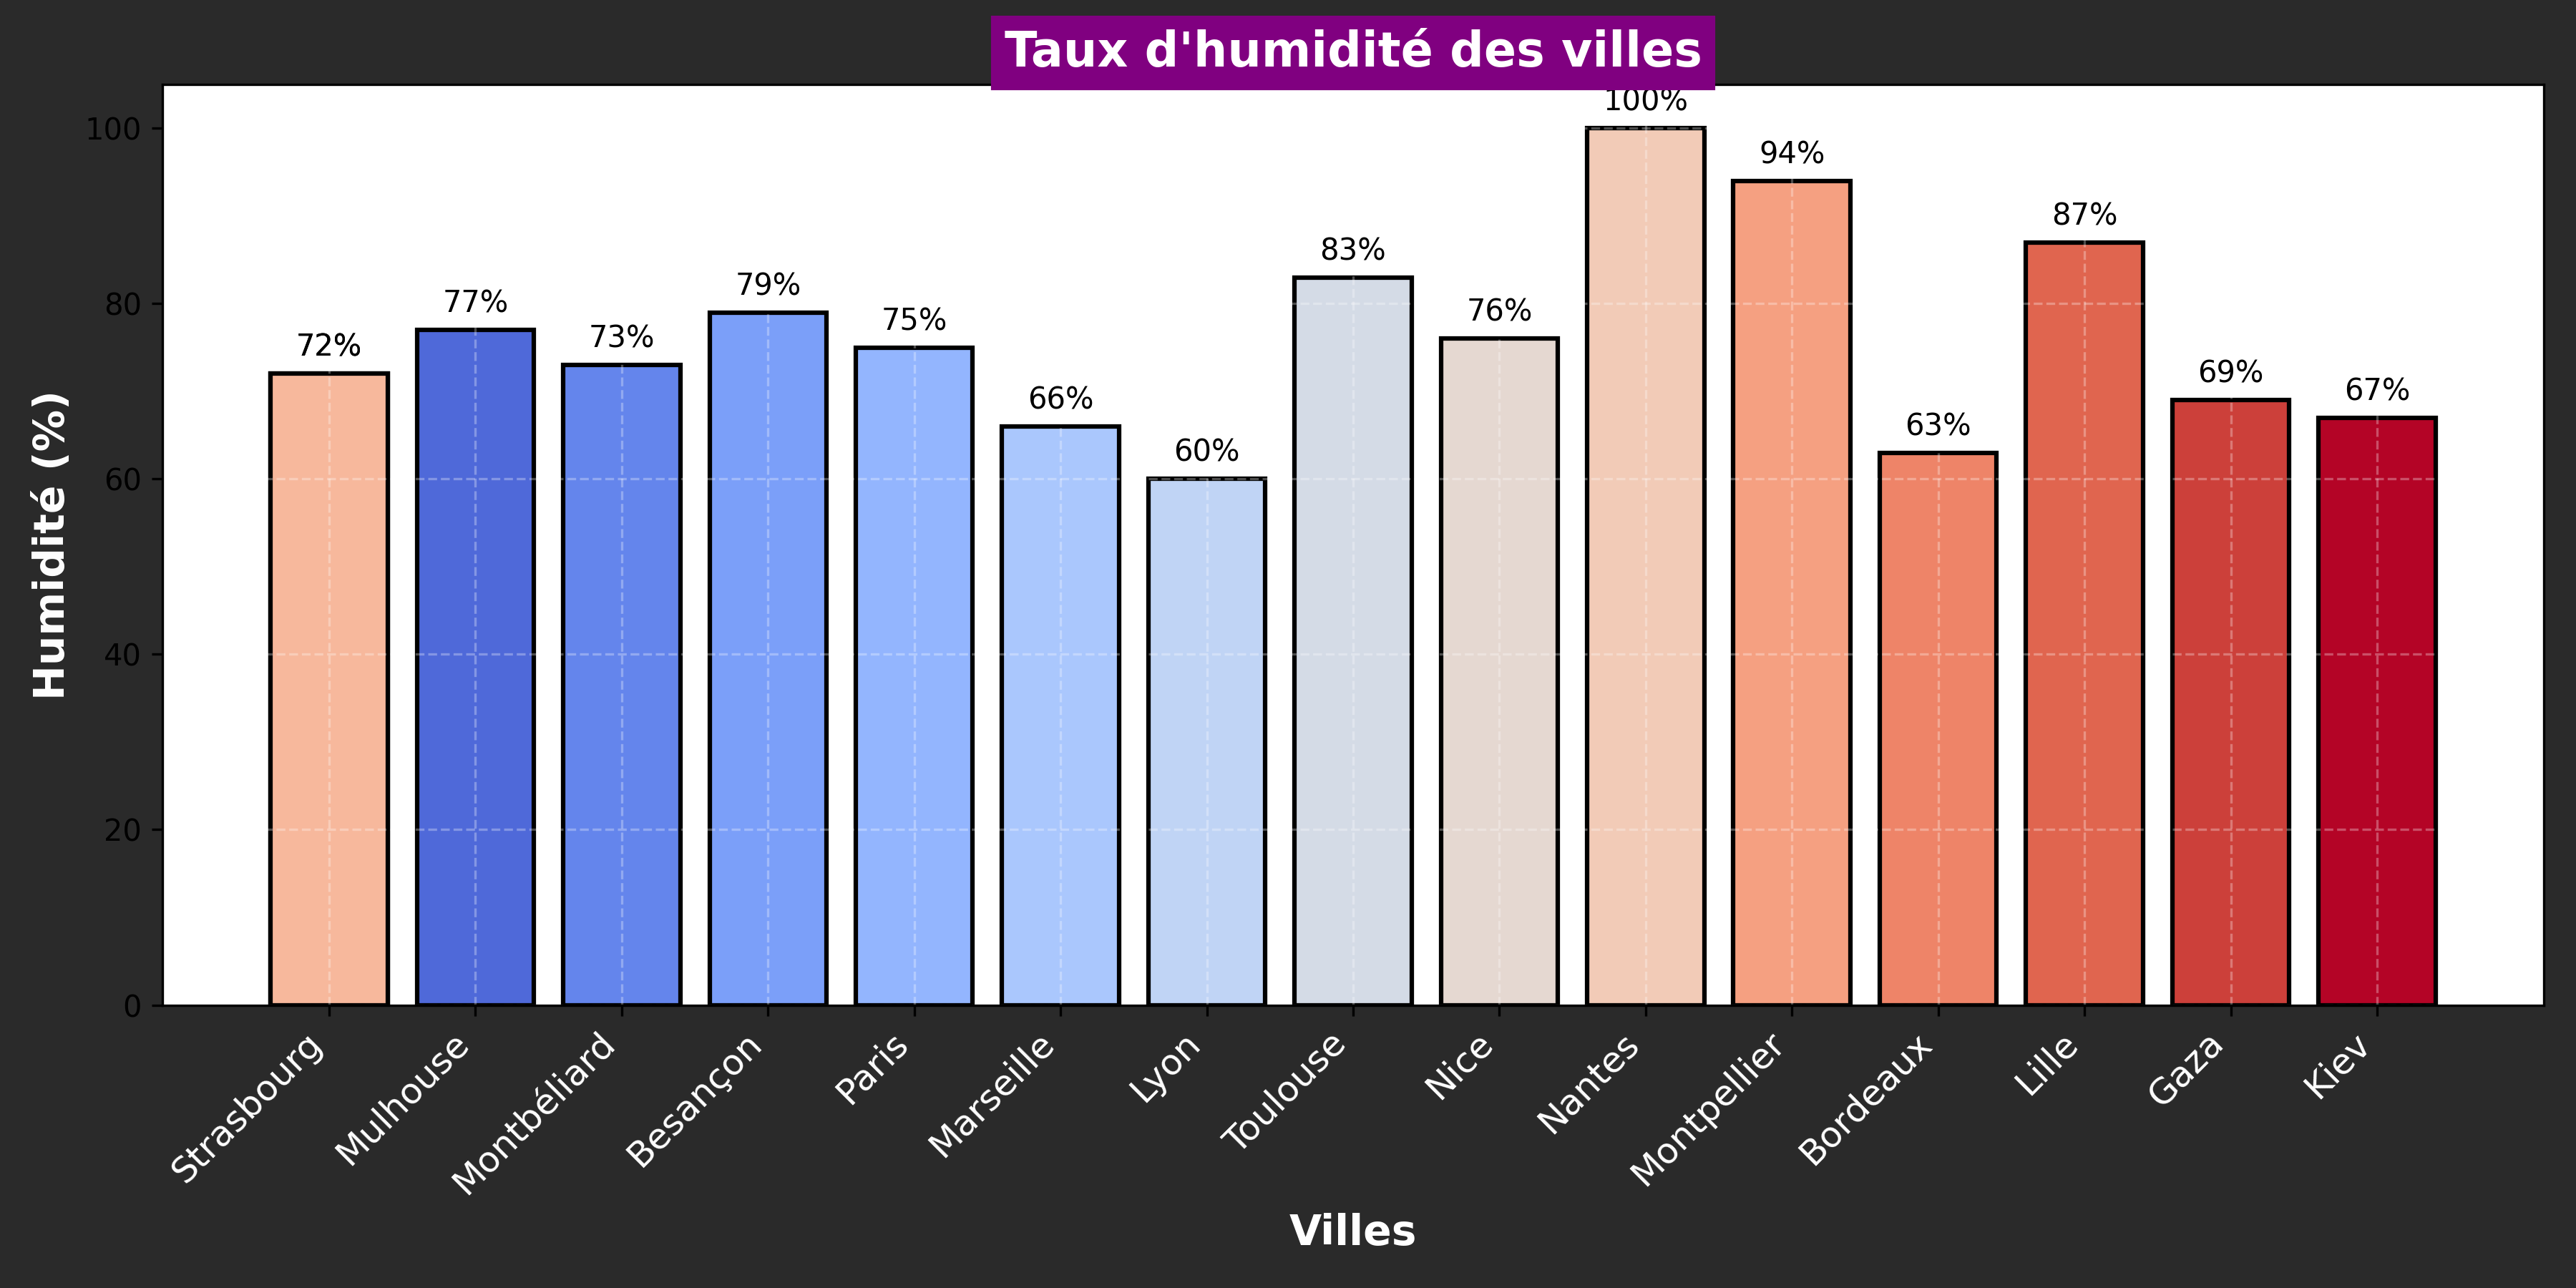 Taux d'humidité des villes
Humidité (%)
100
80
60
40
20
0
72%
77%
73%
79%
75%
66%
60%
83%
76%
100%
94%
63%
87%
69%
67%
Strasbourg
Mulhouse
Montbéliard
Besançon
Paris
Marseille
Lyon
Toulouse
Nice
Nantes
Montpellier
Bordeaux
Lille
Gaza
Kiev
Villes